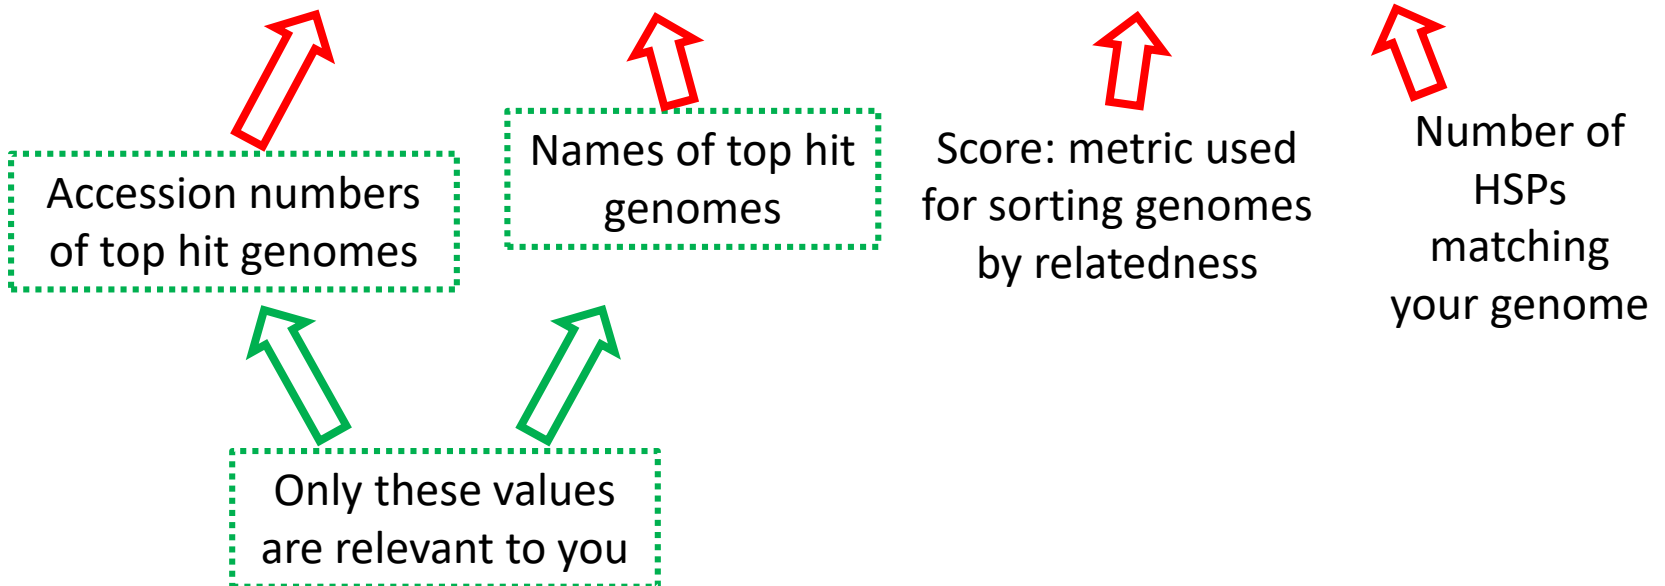 Accession numbers
of top hit genomes
Names of top hit
genomes
Score: metric used
for sorting genomes
by relatedness
Number of
HSPs
matching
your genome
Only these values
are relevant to you